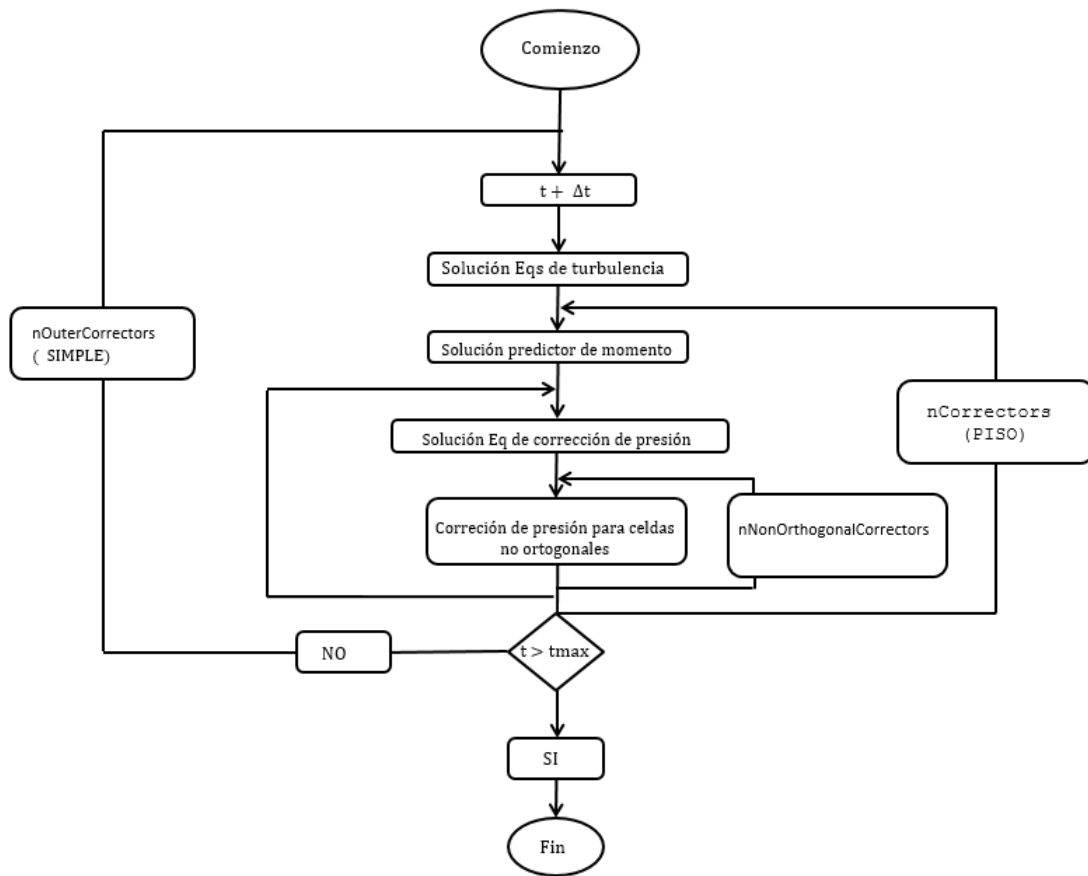 Comienzo
t + Δt
Solución Eqs de turbulencia
nOuterCorrectors
( SIMPLE)
Solución predictor de momento
nCorrectors
(PISO)
Solución Eq de corrección de presión
Correción de presión para celdas
no ortogonales
nNonOrthogonalCorrectors
NO
t > tmax
SI
Fin